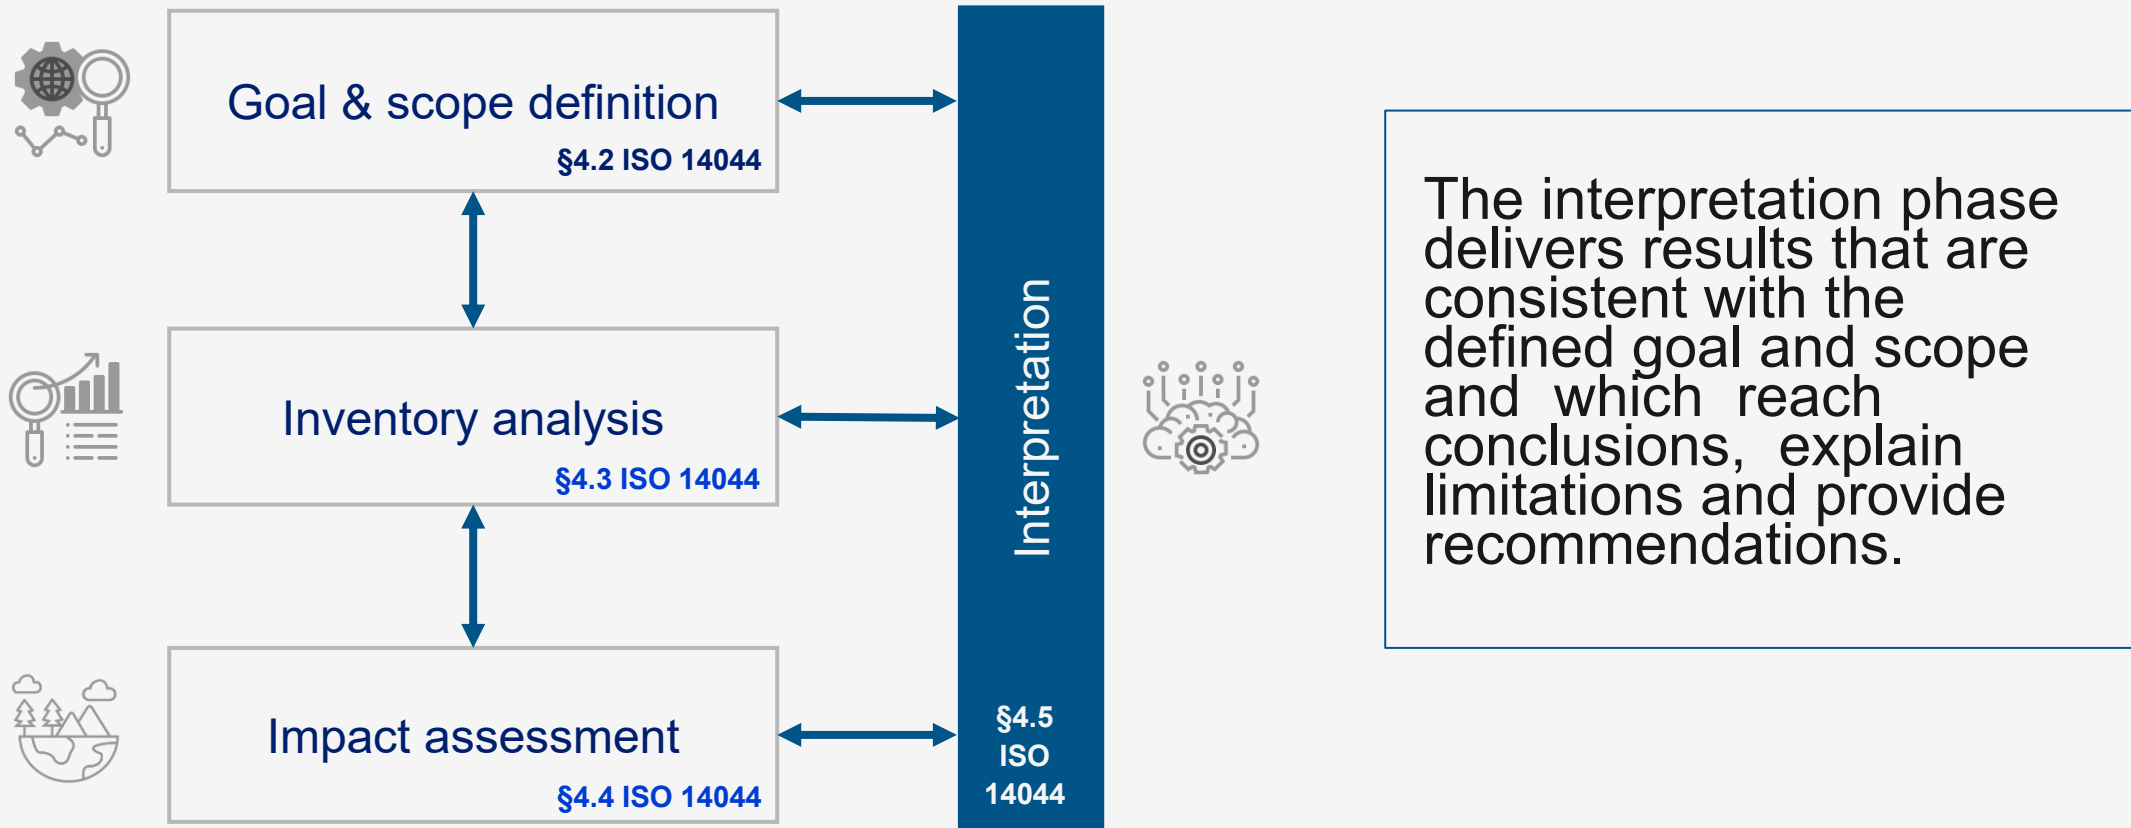 Goal & scope definition
§4.2 ISO 14044
Inventory analysis
§4.3 ISO 14044
Impact assessment
§4.4 ISO 14044
Interpretation
§4.5
ISO
14044
The interpretation phase
delivers results that are
consistent with the
defined goal and scope
and which reach
conclusions, explain
limitations and provide
recommendations.